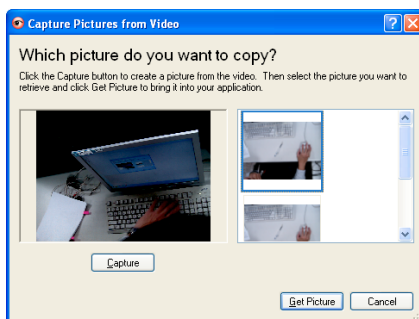 Capture Pictures from Video
Which picture do you want to copy?
Click the Capture button to create a picture from the video. Then select the picture you want to
retrieve and click Get Picture to bring it into your application.
Capture
Get Picture
Cancel